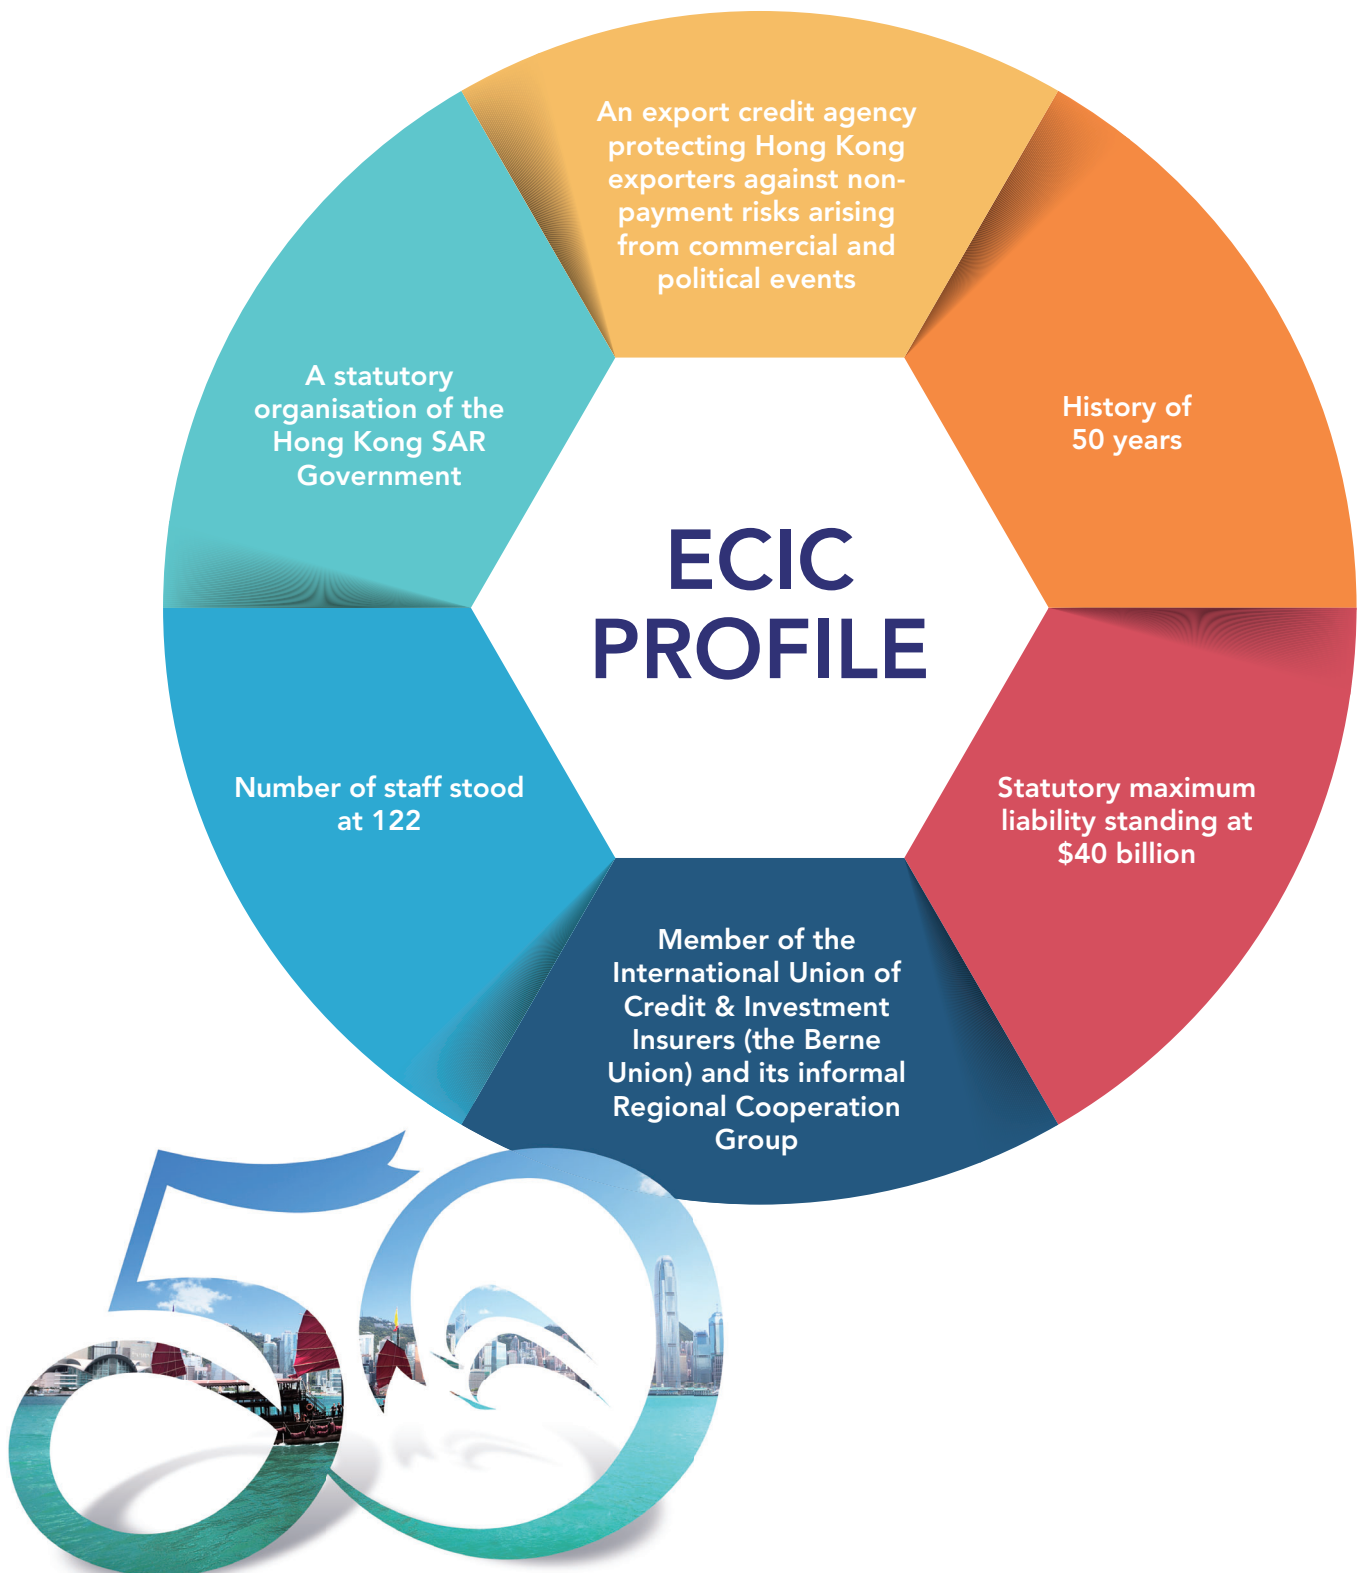 An export credit agency
protecting Hong Kong
exporters against non-
payment risks arising
from commercial and
political events
History of
50 years
Statutory maximum
liability standing at
$40 billion
Member of the
International Union of
Credit & Investment
Insurers (the Berne
Union) and its informal
Regional Cooperation
Group
Number of staff stood
at 122
A statutory
organisation of the
Hong Kong SAR
Government
ECIC
PROFILE
50